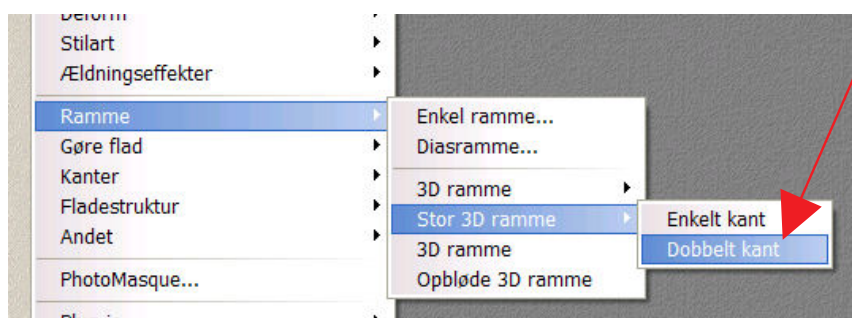 Deform
Stilart
Ældningseffekter
Ramme
Gøre flad
Kanter
Fladestruktur
Andet
PhotoMasque...
Enkel ramme...
Diasramme...
3D ramme
Stor 3D ramme
3D ramme
Opbløde 3D ramme
Enkelt kant
Dobbelt kant